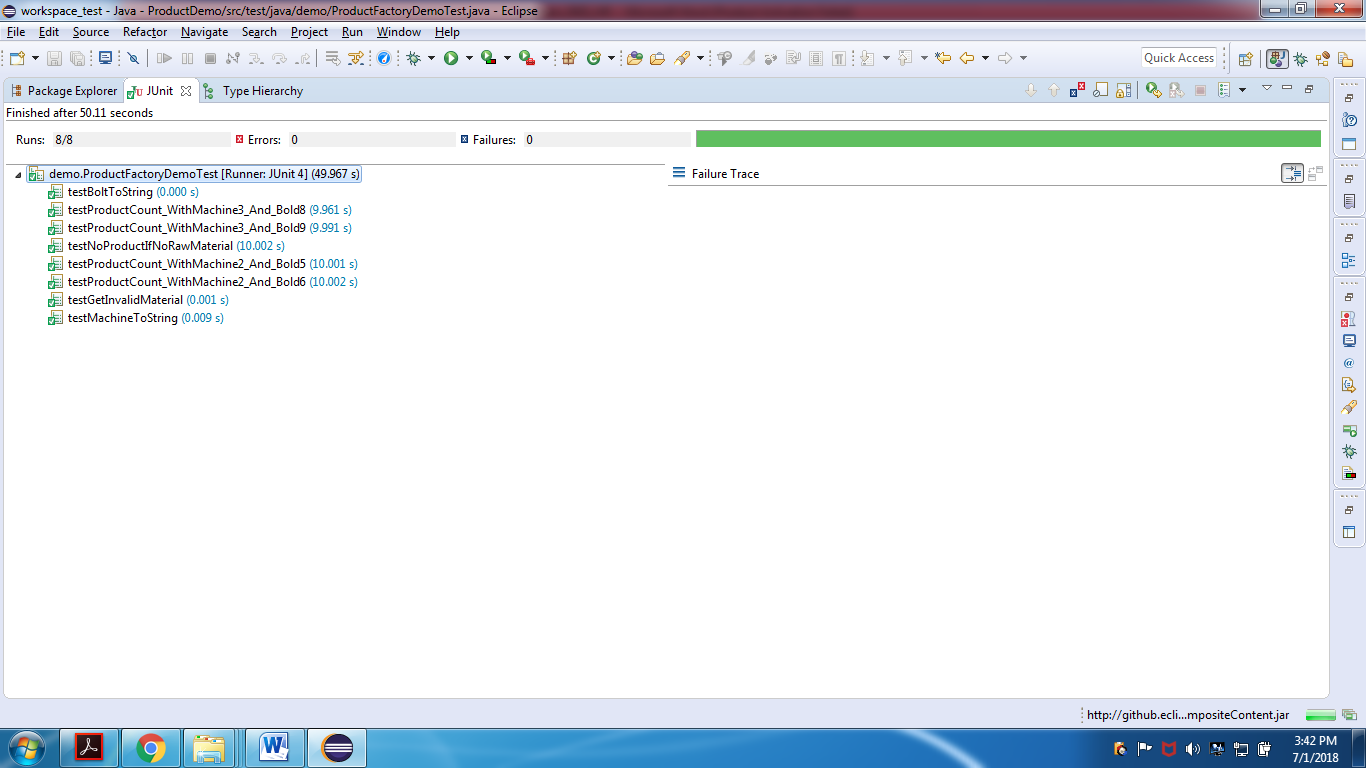 workspace_test - Java - ProductDemo/src/test/java/demo/ProductFactoryDemoTest.java - Eclipse
File Edit Source Refactor Navigate Search Project Run Window Help
Quick Access
Package Explorer JUnit Type Hierarchy
Finished after 50.11 seconds
Runs: 8/8 Errors: 0 Failures: 0
demo.ProductFactoryDemoTest [Runner: JUnit 4] (49.967 s)
Failure Trace
testBoltToString (0.000 s)
testProductCount_WithMachine3_And_Bold8 (9.961 s)
testProductCount_WithMachine3_And_Bold9 (9.991 s)
testNoProductIfNoRawMaterial (10.002 s)
testProductCount_WithMachine2_And_Bold5 (10.001 s)
testProductCount_WithMachine2_And_Bold6 (10.002 s)
testGetInvalidMaterial (0.001 s)
testMachineToString (0.009 s)
http://github.ecli...mpositeContent.jar
3:42 PM
7/1/2018